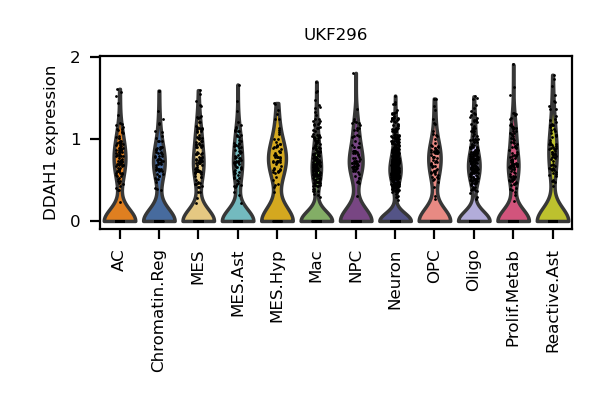 UKF296
DDAH1 expression
2
1
0
AC
Chromatin.Reg
MES
MES.Ast
MES.Hyp
Mac
NPC
Neuron
OPC
Oligo
Prolif.Metab
Reactive.Ast